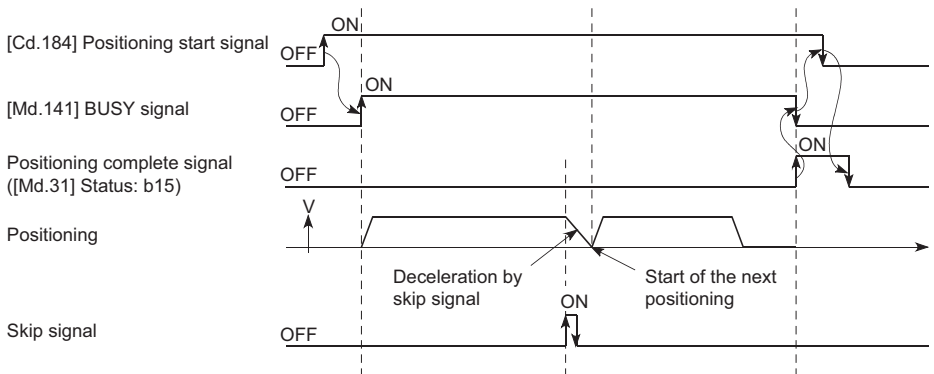 ON
[Cd.184] Positioning start signal
OFF
ON
[Md.141] BUSY signal
OFF
Positioning complete signal
([Md.31] Status: b15)
ON
OFF
V
Positioning
Deceleration by
skip signal
Start of the next
positioning
ON
Skip signal
OFF